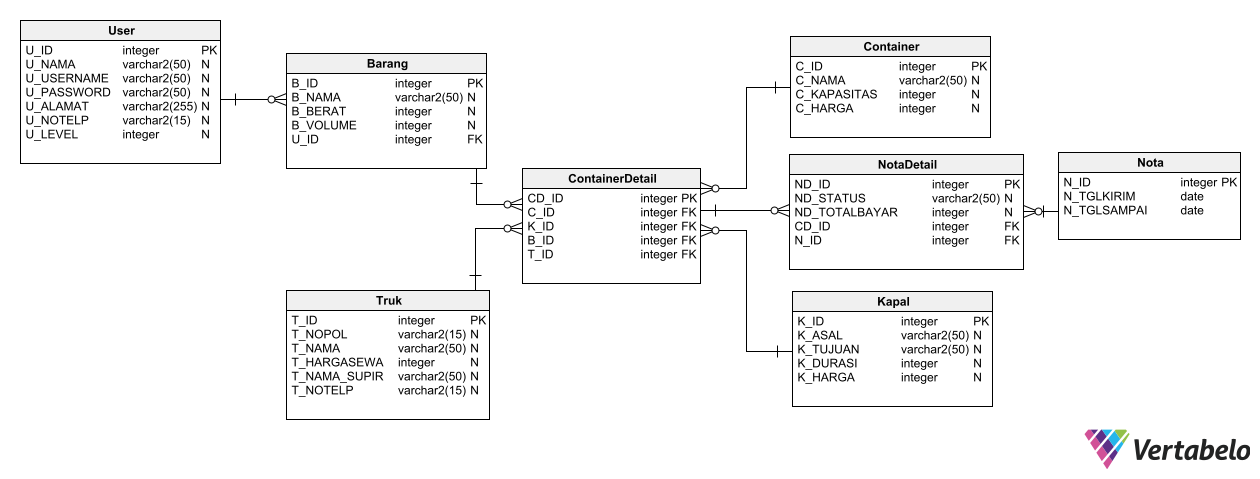 User
U_ID integer PK
U_NAMA varchar2(50) N
U_USERNAME varchar2(50) N
U_PASSWORD varchar2(50) N
U_ALAMAT varchar2(255) N
U_NOTELP varchar2(15) N
U_LEVEL integer N
Barang
B_ID integer PK
B_NAMA varchar2(50) N
B_BERAT integer N
B_VOLUME integer N
U_ID integer FK
Container
C_ID integer PK
C_NAMA varchar2(50) N
C_KAPASITAS integer N
C_HARGA integer N
ContainerDetail
CD_ID integer PK
C_ID integer FK
K_ID integer FK
B_ID integer FK
T_ID integer FK
NotaDetail
ND_ID integer PK
ND_STATUS varchar2(50) N
ND_TOTALBAYAR integer N
CD_ID integer FK
N_ID integer FK
Nota
N_ID integer PK
N_TGLKIRIM date
N_TGLSAMPAI date
Truk
T_ID integer PK
T_NOPOL varchar2(15) N
T_NAMA varchar2(50) N
T_HARGASEWA integer N
T_NAMA_SUPIR varchar2(50) N
T_NOTELP varchar2(15) N
Kapal
K_ID integer PK
K_ASAL varchar2(50) N
K_TUJUAN varchar2(50) N
K_DURASI integer N
K_HARGA integer N
Vertabelo